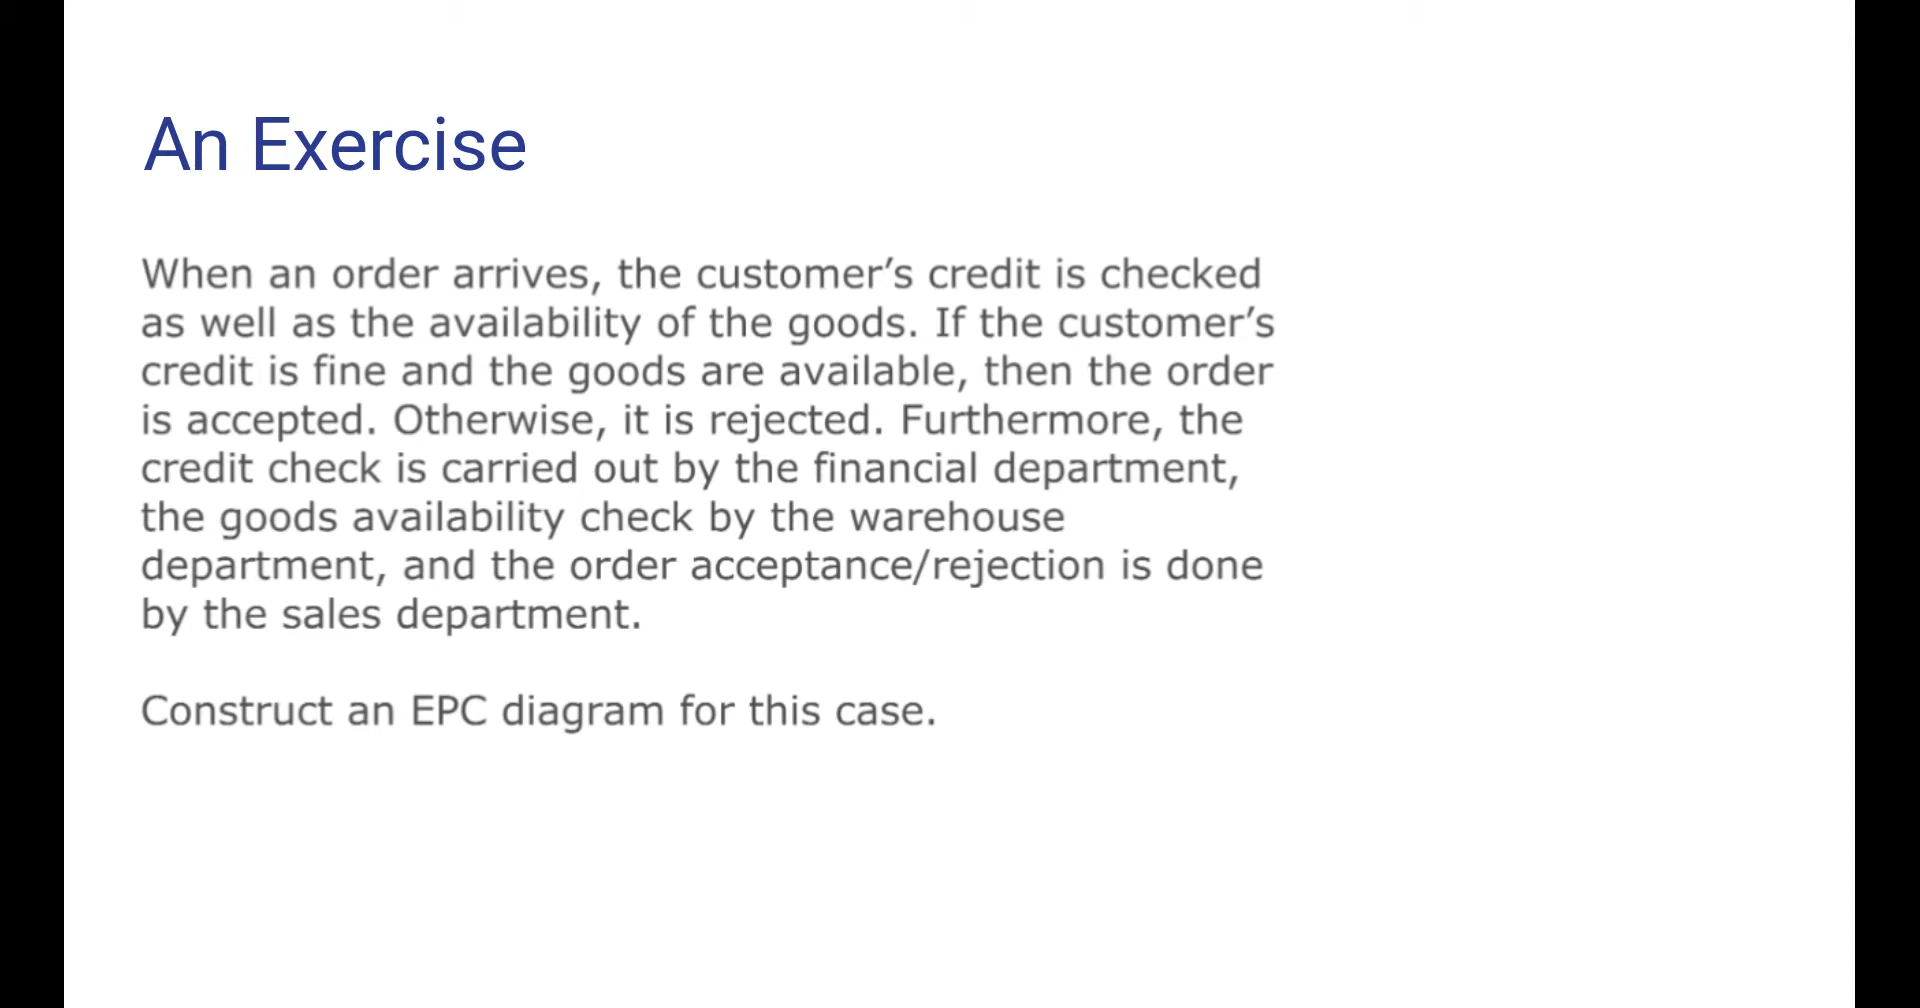 An Exercise
When an order arrives, the customer’s credit is checked
as well as the availability of the goods. If the customer’s
credit is fine and the goods are available, then the order
is accepted. Otherwise, it is rejected. Furthermore, the
credit check is carried out by the financial department,
the goods availability check by the warehouse
department, and the order acceptance/rejection is done
by the sales department.
Construct an EPC diagram for this case.